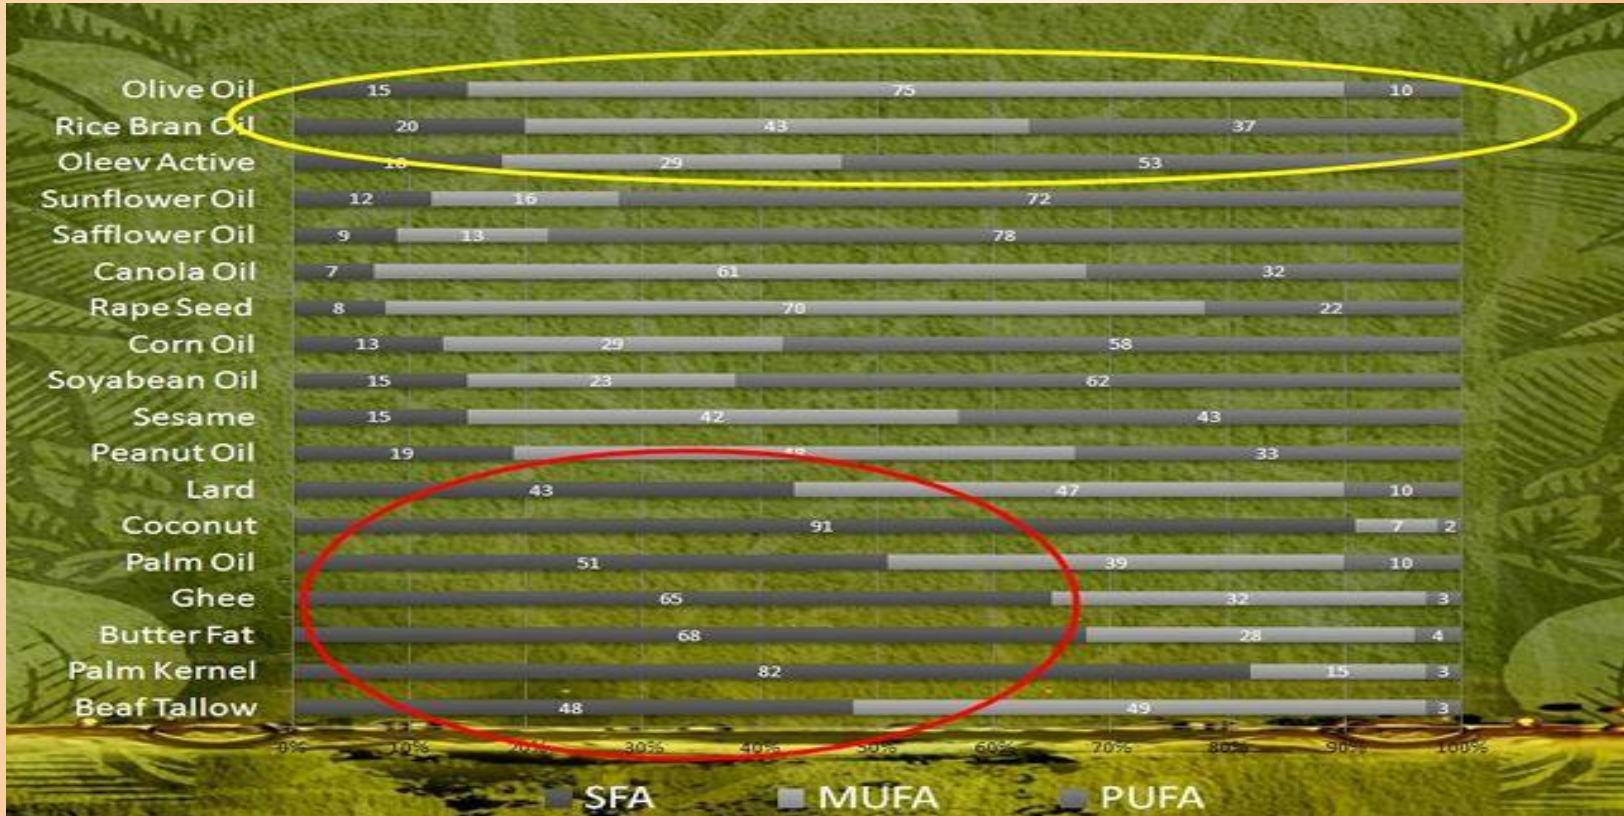 Olive Oil 15 75 10
Rice Bran Oil 20 43 37
Oleev Active 18 29 53
Sunflower Oil 12 16 72
Safflower Oil 9 13 78
Canola Oil 7 61 32
Rape Seed 8 70 22
Corn Oil 13 29 58
Soyabean Oil 15 23 62
Sesame 15 42 43
Peanut Oil 19 48 33
Lard 43 47 10
Coconut 91 7 2
Palm Oil 51 39 10
Ghee 65 32 3
Butter Fat 68 28 4
Palm Kernel 82 15 3
Beaf Tallow 48 49 3
0% 10% 20% 30% 40% 50% 60% 70% 80% 90% 100%
SFA MUFA PUFA